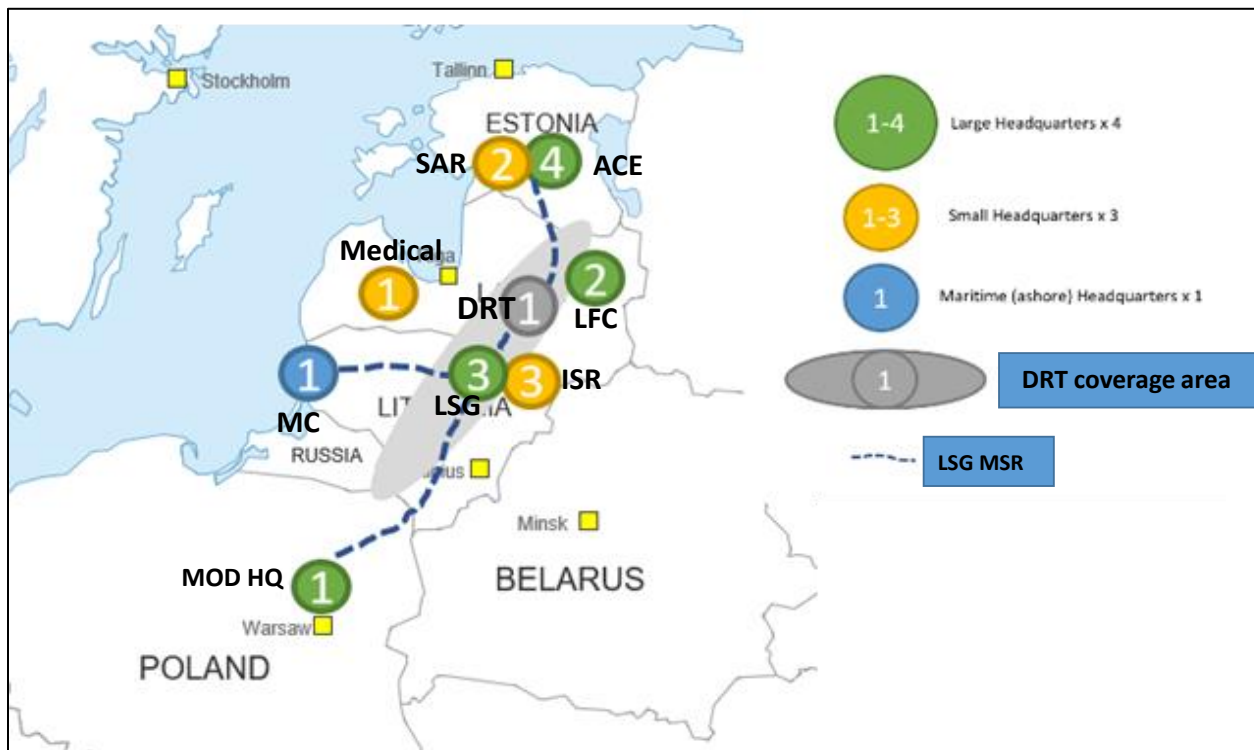 Stockholm
Tallinn
ESTONIA
SAR
2
4
ACE
Medical
1
DRT
1
2
LFC
1
3
3
ISR
MC
LSG
RUSSIA
Minsk
MOD HQ
1
BELARUS
Warsaw
POLAND
1-4
Large Headquarters x 4
1-3
Small Headquarters x 3
1
Maritime (ashore) Headquarters x 1
1
DRT coverage area
LSG MSR